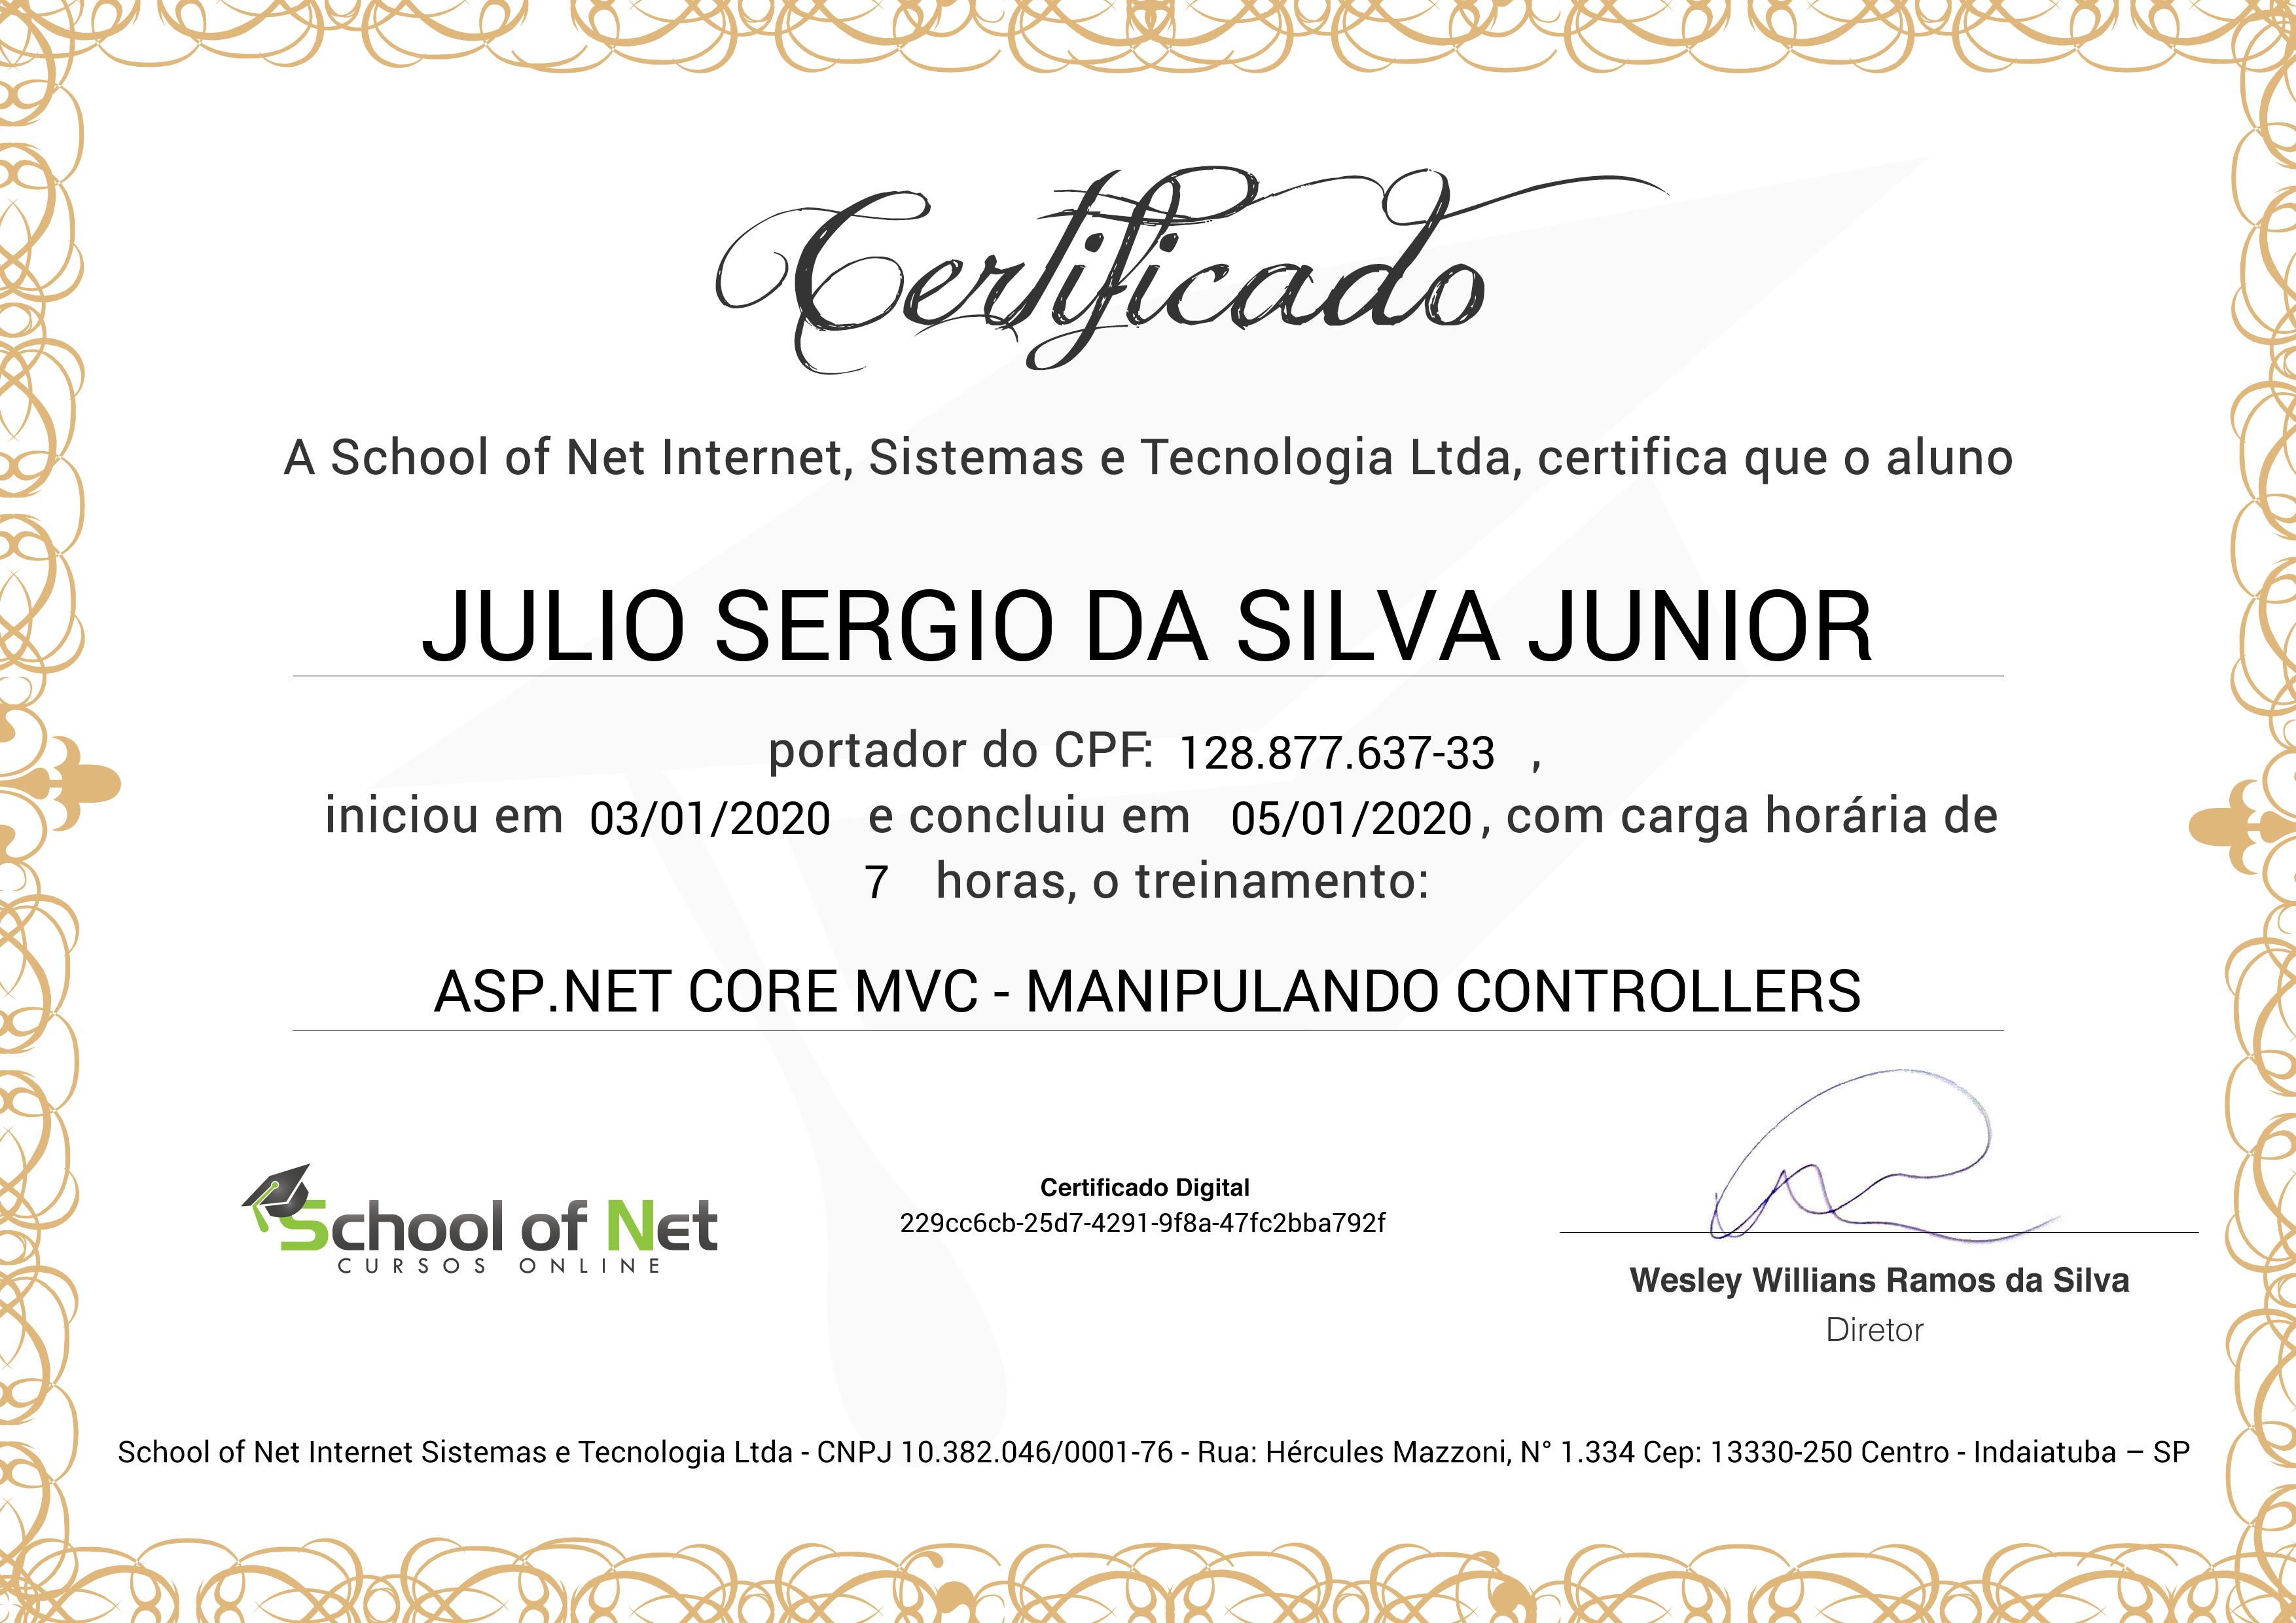 Certificado
A School of Net Internet, Sistemas e Tecnologia Ltda, certifica que o aluno
JULIO SERGIO DA SILVA JUNIOR
portador do CPF: 128.877.637-33 ,
iniciou em 03/01/2020 e concluiu em 05/01/2020, com carga horária de
7 horas, o treinamento:
ASP.NET CORE MVC - MANIPULANDO CONTROLLERS
School of Net
CURSOS ONLINE
Certificado Digital
229cc6cb-25d7-4291-9f8a-47fc2bba792f
Wesley Willians Ramos da Silva
Diretor
School of Net Internet Sistemas e Tecnologia Ltda - CNPJ 10.382.046/0001-76 - Rua: Hércules Mazzoni, N° 1.334 Cep: 13330-250 Centro - Indaiatuba – SP